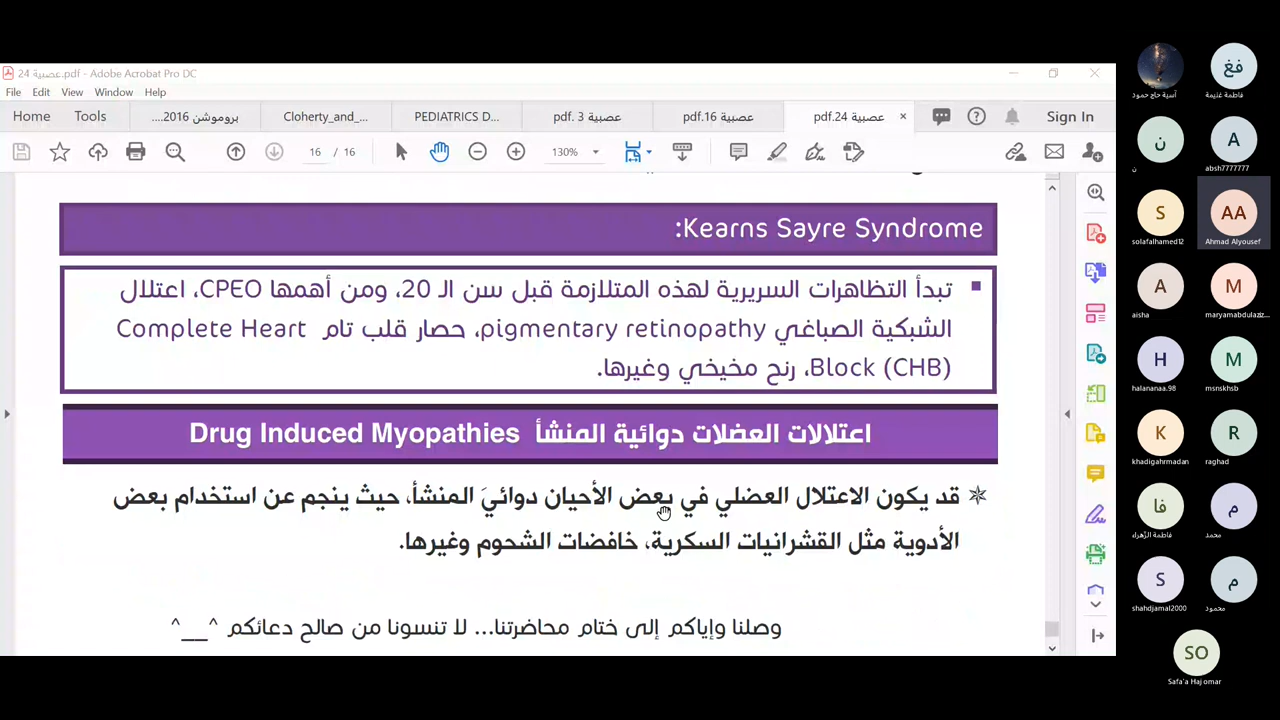 عصبية 24.pdf - Adobe Acrobat Pro DC
File Edit View Window Help
Home Tools بروموشن 2016.... Cloherty_and_... PEDIATRICS D... عصبية 3 .pdf عصبية 16.pdf عصبية 24.pdf × Sign In
16 / 16 130%
Kearns Sayre Syndrome:
تبدأ التظاهرات السريرية لهذه المتلازمة قبل سن الـ 20، ومن أهمها CPEO، اعتلال
الشبكية الصباغي pigmentary retinopathy، حصار قلب تام Complete Heart
Block (CHB)، رنح مخيخي وغيرها.
اعتلالات العضلات دوائية المنشأ Drug Induced Myopathies
قد يكون الاعتلال العضلي في بعض الأحيان دوائيَ المنشأ، حيث ينجم عن استخدام بعض
الأدوية مثل القشرانيات السكرية، خافضات الشحوم وغيرها.
وصلنا وإياكم إلى ختام محاضرتنا... لا تنسونا من صالح دعائكم ^__^
آسية حاج حمود
فغ
فاطمة غنيمة
ن
ن
A
absh7777777
S
solafalhamed12
AA
Ahmad Alyousef
A
aisha
M
maryamabdulaziz...
H
halananaa.98
M
msnskhsb
K
khadigahrmadan
R
raghad
فا
فاطمة الزهراء
م
محمد
S
shahdjamal2000
م
محمود
SO
Safa'a Haj omar